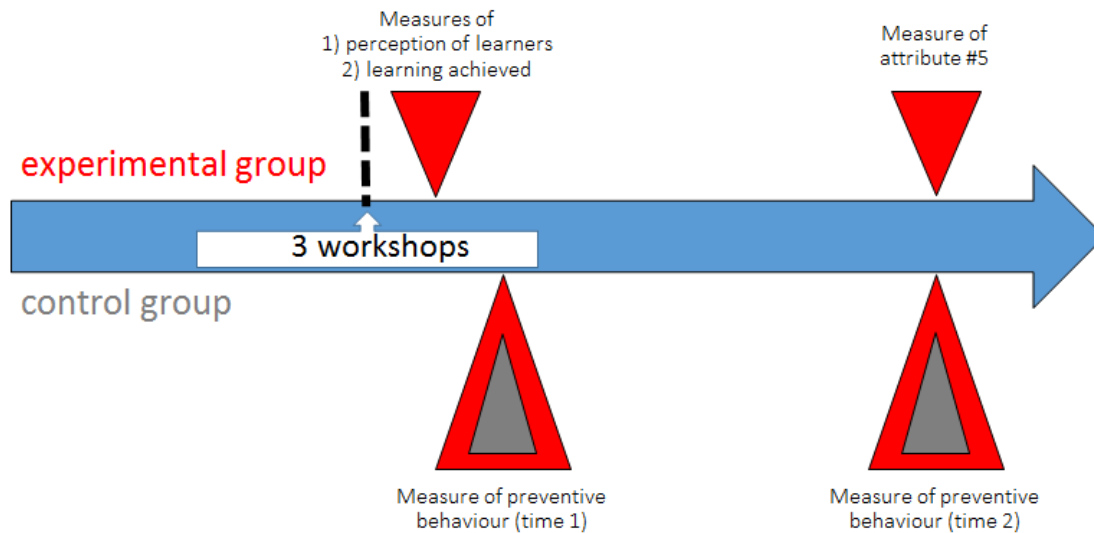 Measures of
1) perception of learners
2) learning achieved
Measure of
attribute #5
experimental group
3 workshops
control group
Measure of preventive
behaviour (time 1)
Measure of preventive
behaviour (time 2)